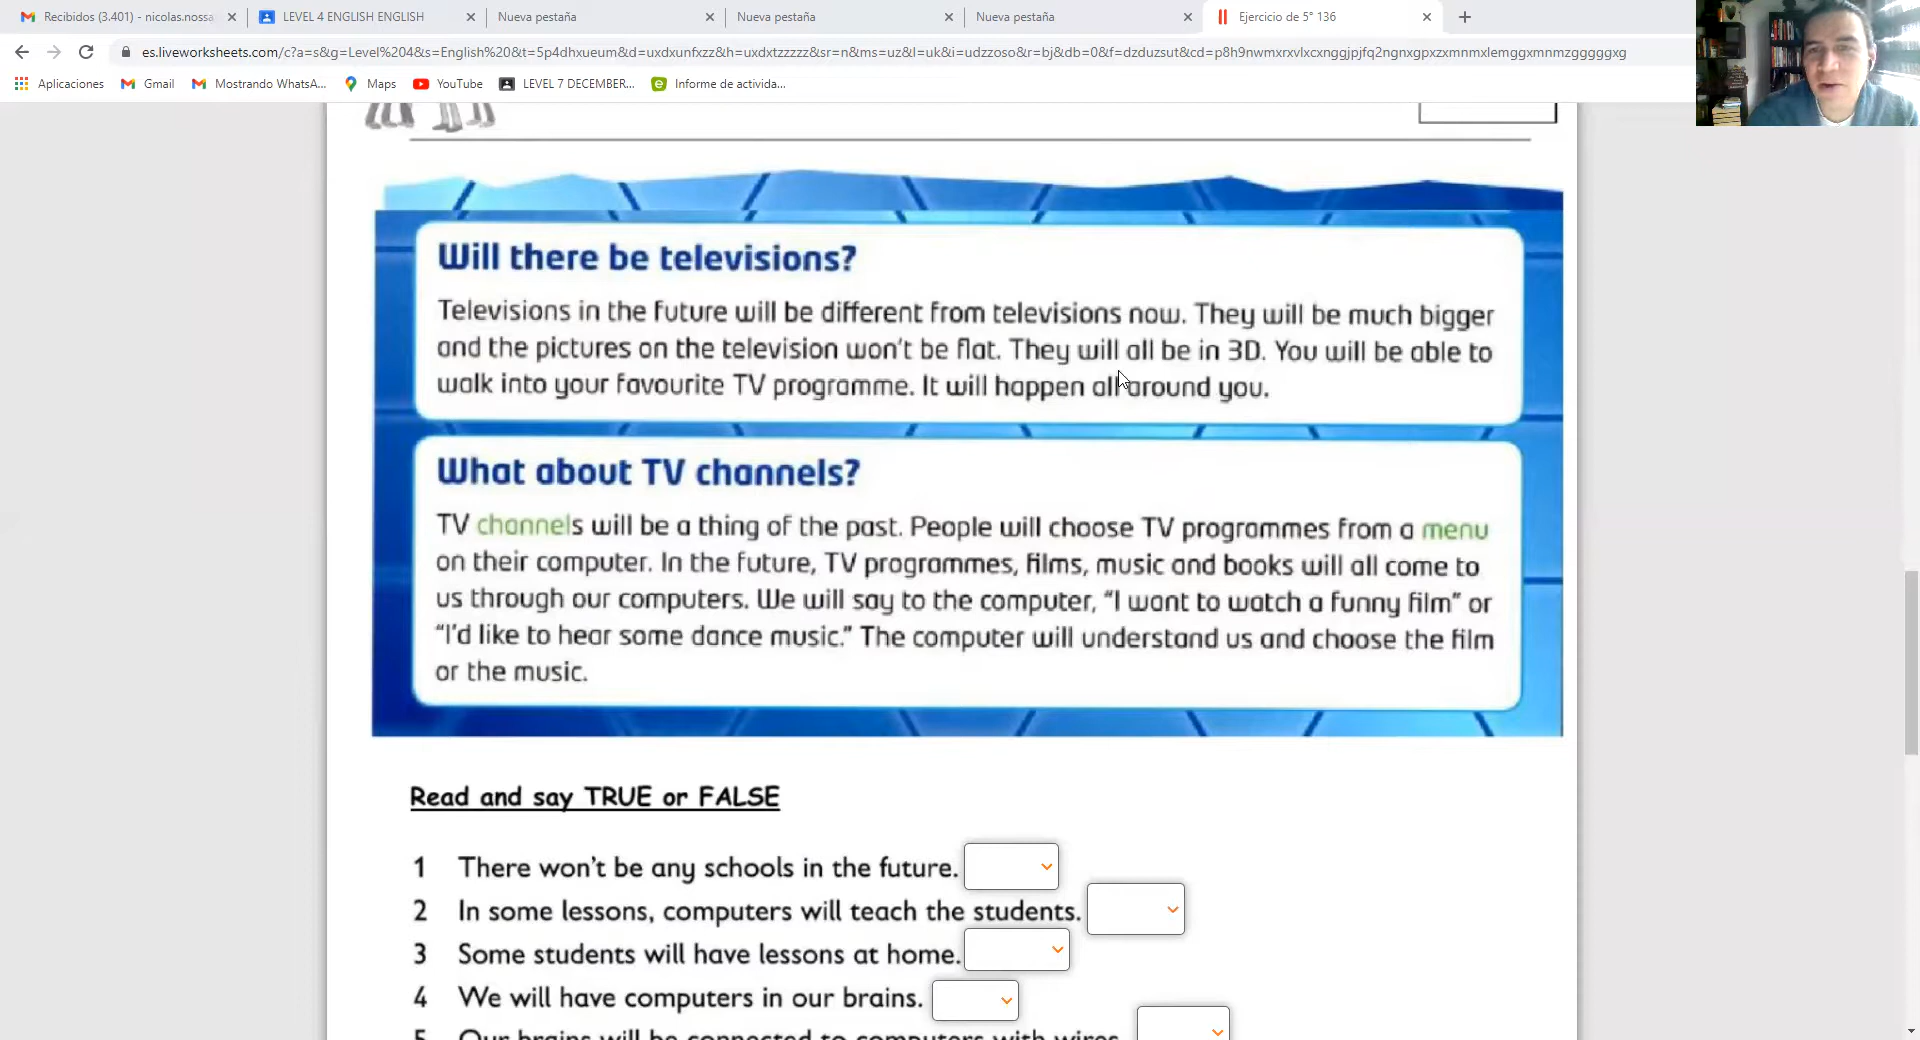 Recibidos (3.401) - nicolas.nossa
LEVEL 4 ENGLISH ENGLISH
Nueva pestaña
Nueva pestaña
Nueva pestaña
Ejercicio de 5° 136
es.liveworksheets.com/c?a=s&g=Level%204&s=English%20&t=5p4dhxueum&d=uxdxunfxzz&h=uxdxtzzzzz&sr=n&ms=uz&l=uk&i=udzzoso&r=bj&db=0&f=dzduzsut&cd=p8h9nwmxrxvlxcxnggjpjfq2ngnxgpxzxmnmxlemggxmnmzgggggxg
Aplicaciones
Gmail
Mostrando WhatsA...
Maps
YouTube
LEVEL 7 DECEMBER...
Informe de activida...
Will there be televisions?
Televisions in the future will be different from televisions now. They will be much bigger
and the pictures on the television won't be flat. They will all be in 3D. You will be able to
walk into your favourite TV programme. It will happen all around you.
What about TV channels?
TV channels will be a thing of the past. People will choose TV programmes from a menu
on their computer. In the future, TV programmes, films, music and books will all come to
us through our computers. We will say to the computer, "I want to watch a funny film" or
"I'd like to hear some dance music." The computer will understand us and choose the film
or the music.
Read and say TRUE or FALSE
1 There won't be any schools in the future.
2 In some lessons, computers will teach the students.
3 Some students will have lessons at home.
4 We will have computers in our brains.
5 Our brains will be connected to computers with wires.